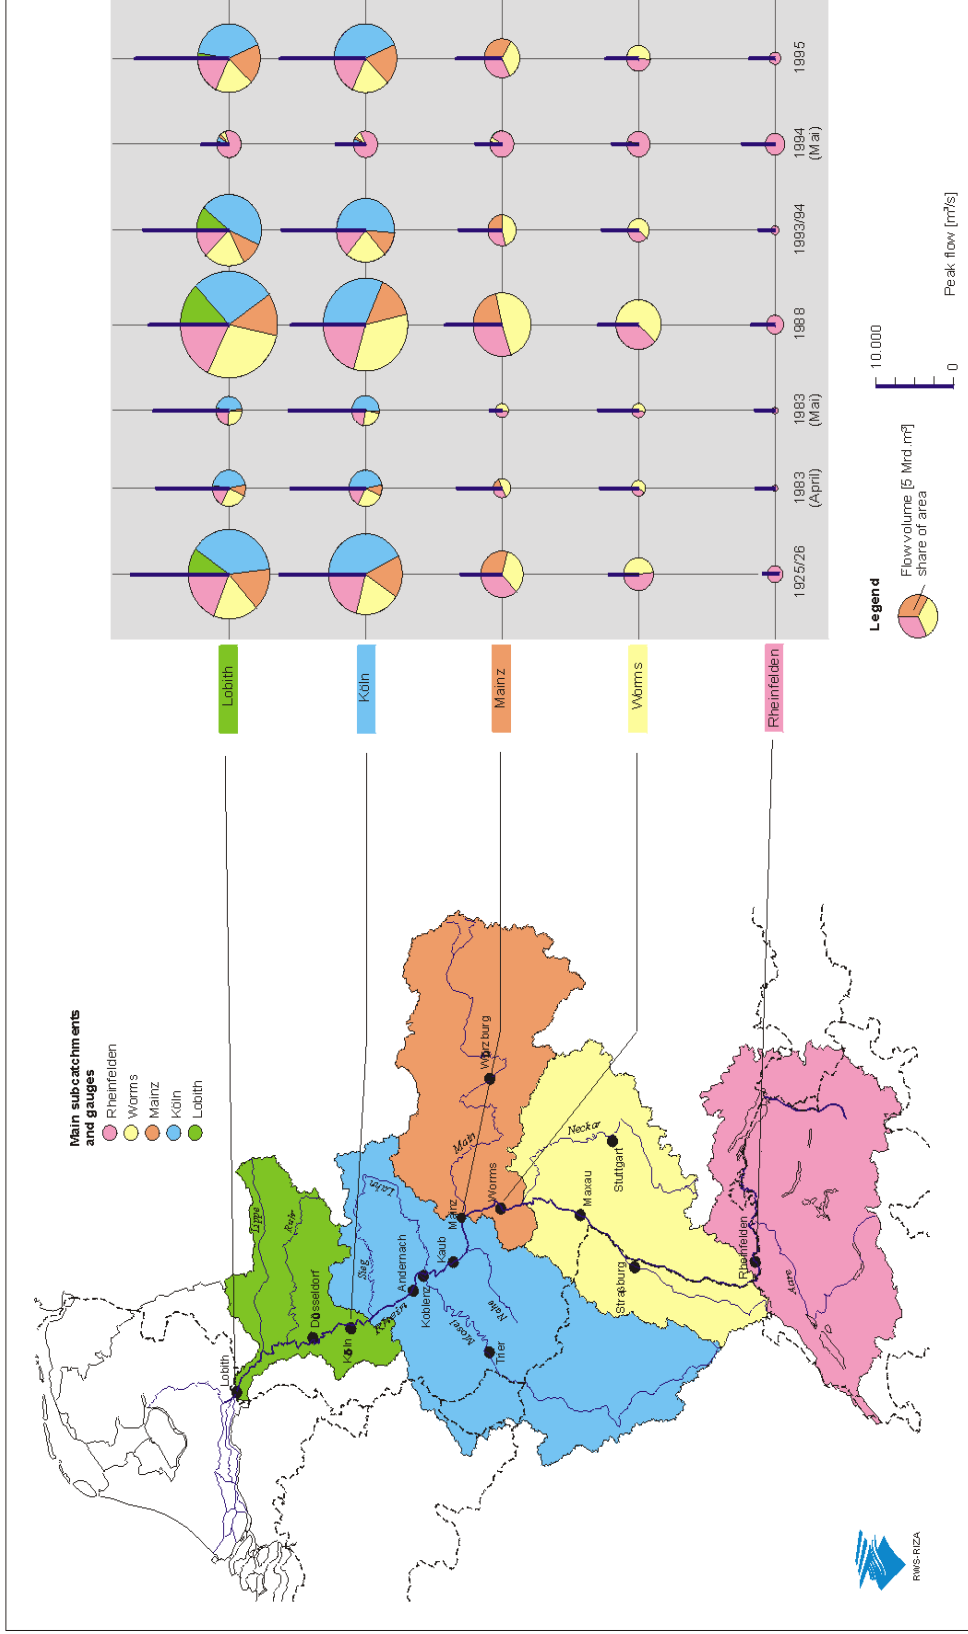 Main subcatchments
and gauges
Rheinfelden
Worms
Mainz
Köln
Lobith
Lobith
Lippe
Ruhr
Düsseldorf
Köln
Sieg
Lahn
Andernach
Koblenz
Kaub
Mosel
Nahe
Trier
Mainz
Main
Würzburg
Worms
Neckar
Stuttgart
Maxau
Straßburg
Rheinfelden
Aare
RWS-RIZA
Lobith
Köln
Mainz
Worms
Rheinfelden
1925/26
1983
(April)
1983
(Mai)
1988
1993/94
1994
(Mai)
1995
Legend
Flow volume [5 Mrd.m³]
share of area
10.000
0
Peak flow [m³/s]